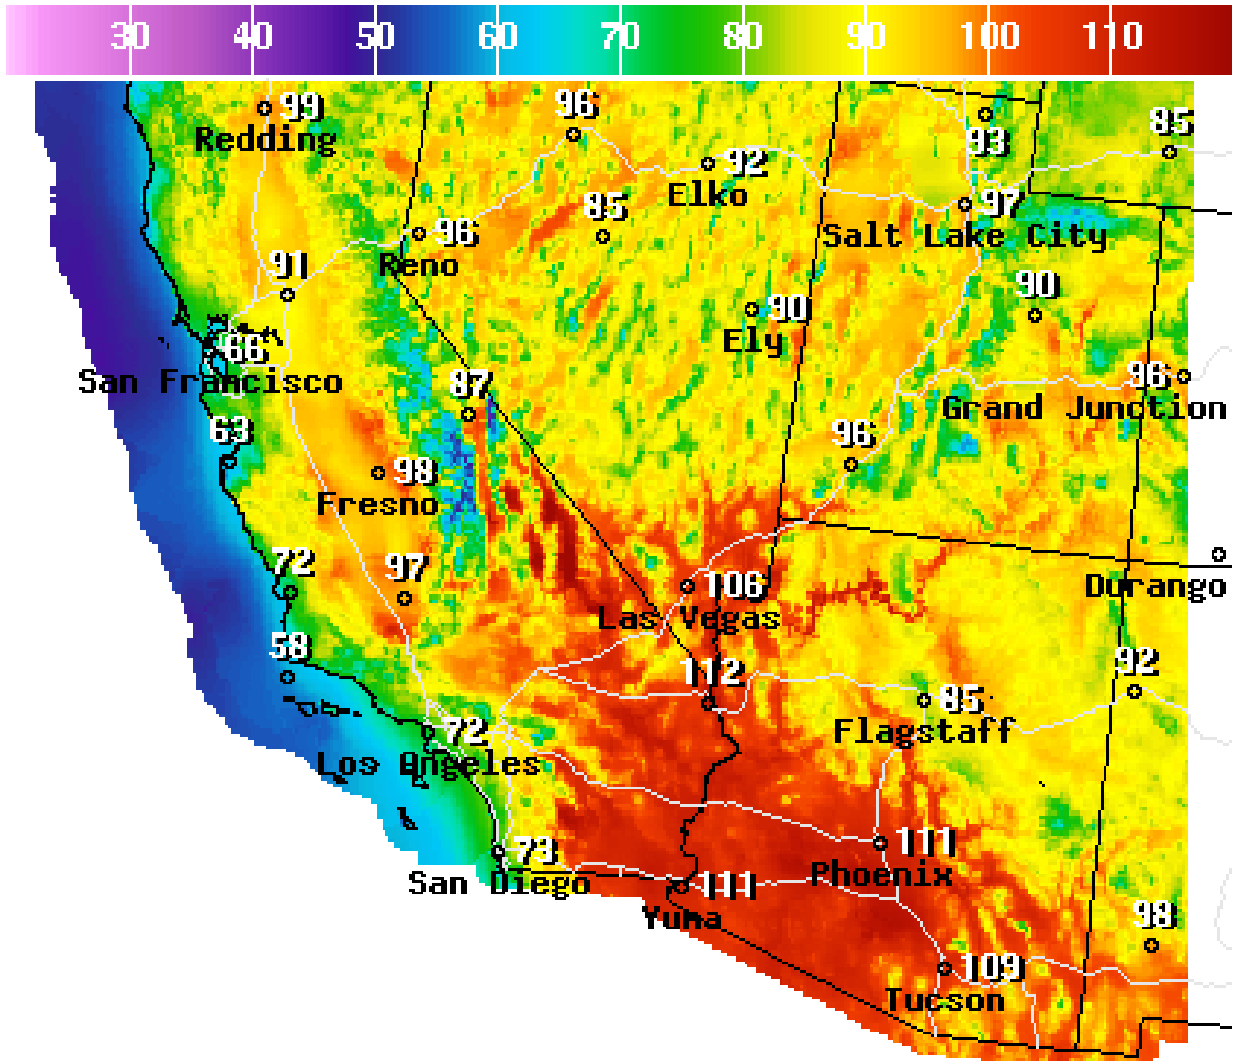 30 40 50 60 70 80 90 100 110
99
Redding
96
93
85
92
Elko
85
97
Salt Lake City
96
Reno
91
90
90
Ely
66
San Francisco
87
96
Grand Junction
63
96
98
Fresno
72
97
106
Las Vegas
Durango
58
112
92
85
Flagstaff
72
Los Angeles
111
Phoenix
73
San Diego
111
Yuma
98
109
Tucson